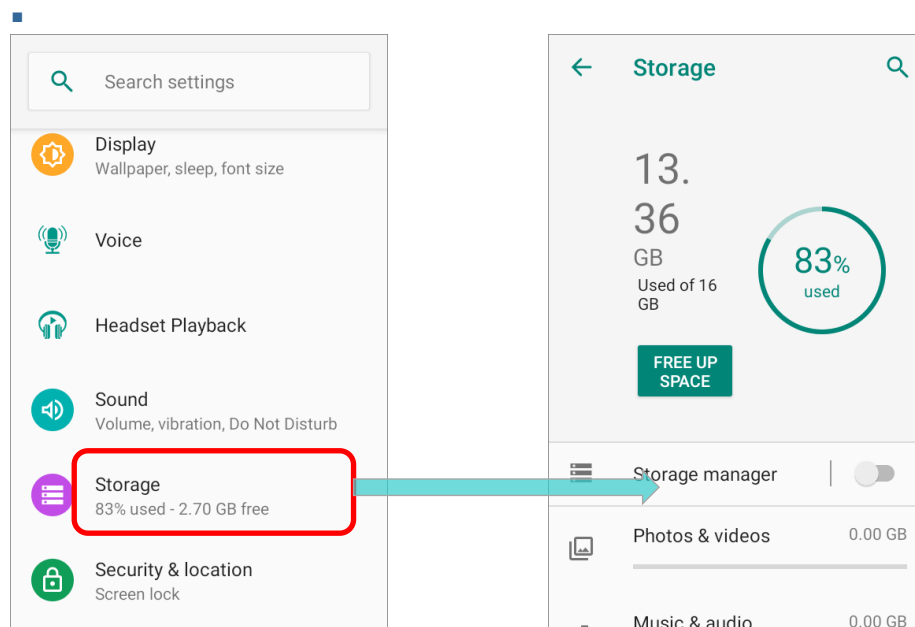 Search settings
Display
Wallpaper, sleep, font size
Voice
Headset Playback
Sound
Volume, vibration, Do Not Disturb
Storage
83% used - 2.70 GB free
Security & location
Screen lock
Storage
13.
36
GB
Used of 16
GB
83%
used
FREE UP
SPACE
Storage manager
Photos & videos 0.00 GB
Music & audio 0.00 GB